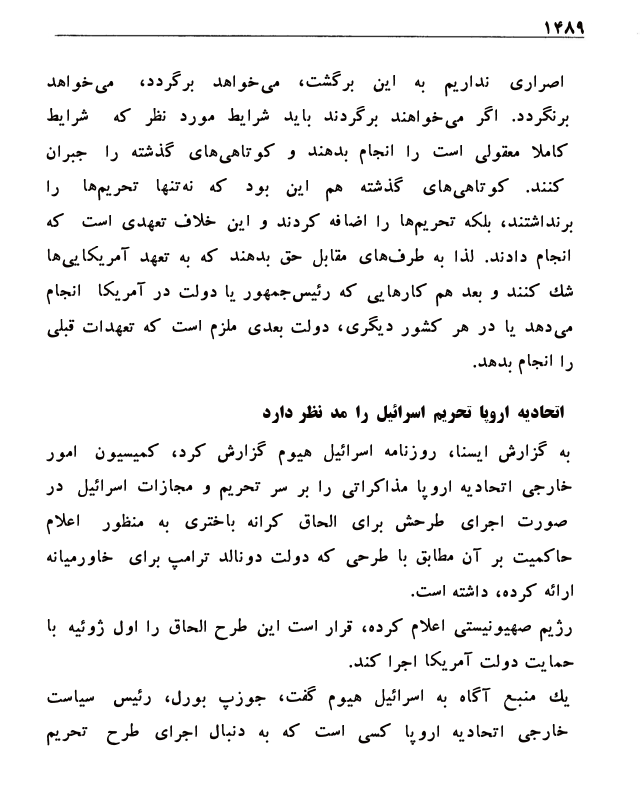 ۱۴۸۹
اصراری نداریم به این برگشت، می‌خواهد برگردد، می‌خواهد
برنگردد. اگر می‌خواهند برگردند باید شرایط مورد نظر که شرایط
کاملا معقولی است را انجام بدهند و کوتاهی‌های گذشته را جبران
کنند. کوتاهی‌های گذشته هم این بود که نه‌تنها تحریم‌ها را
برنداشتند، بلکه تحریم‌ها را اضافه کردند و این خلاف تعهدی است که
انجام دادند. لذا به طرف‌های مقابل حق بدهند که به تعهد آمریکایی‌ها
شك کنند و بعد هم کارهایی که رئیس‌جمهور یا دولت در آمریکا انجام
می‌دهد یا در هر کشور دیگری، دولت بعدی ملزم است که تعهدات قبلی
را انجام بدهد.
اتحادیه اروپا تحریم اسرائیل را مد نظر دارد
به گزارش ایسنا، روزنامه اسرائیل هیوم گزارش کرد، کمیسیون امور
خارجی اتحادیه اروپا مذاکراتی را بر سر تحریم و مجازات اسرائیل در
صورت اجرای طرحش برای الحاق کرانه باختری به منظور اعلام
حاکمیت بر آن مطابق با طرحی که دولت دونالد ترامپ برای خاورمیانه
ارائه کرده، داشته است.
رژیم صهیونیستی اعلام کرده، قرار است این طرح الحاق را اول ژوئیه با
حمایت دولت آمریکا اجرا کند.
یك منبع آگاه به اسرائیل هیوم گفت، جوزپ بورل، رئیس سیاست
خارجی اتحادیه اروپا کسی است که به دنبال اجرای طرح تحریم